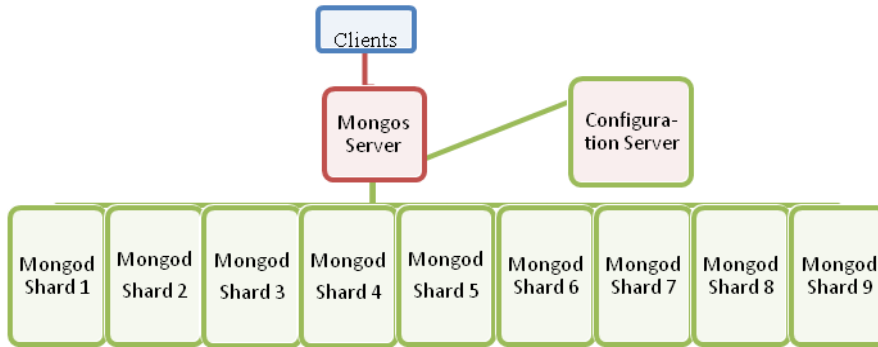 Clients
Mongos
Server
Configura-
tion Server
Mongod
Shard 1
Mongod
Shard 2
Mongod
Shard 3
Mongod
Shard 4
Mongod
Shard 5
Mongod
Shard 6
Mongod
Shard 7
Mongod
Shard 8
Mongod
Shard 9